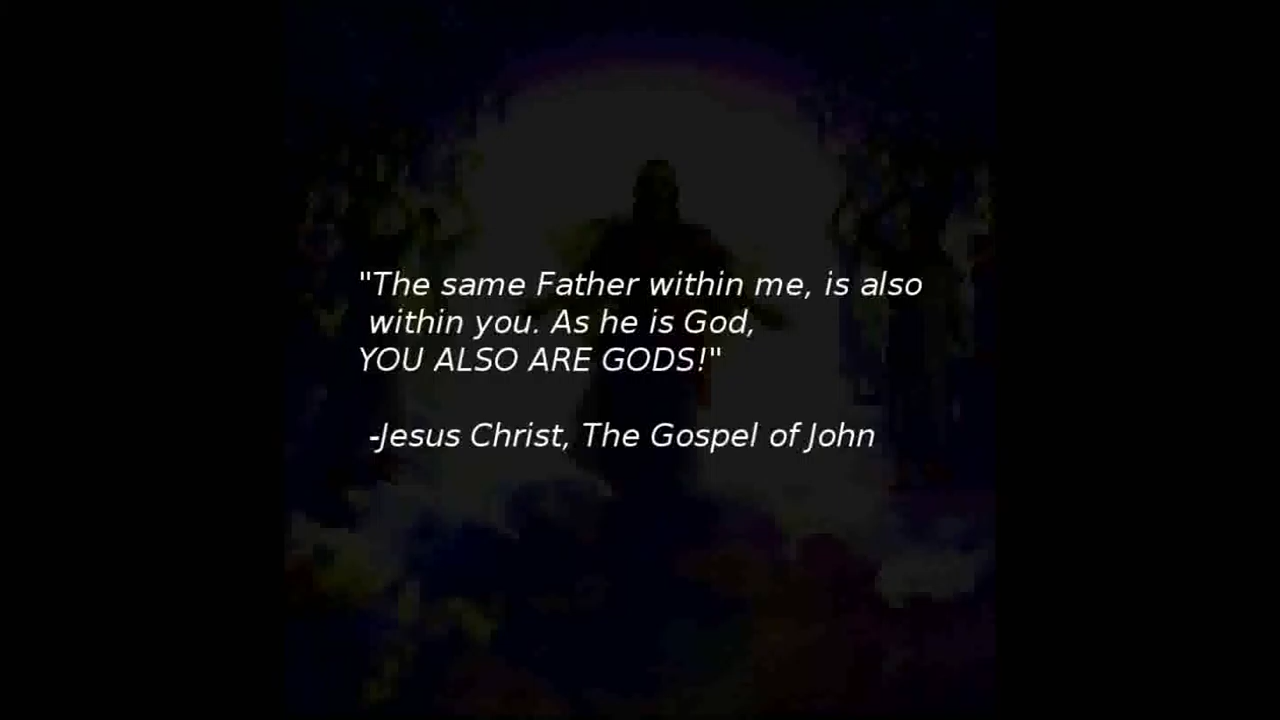 "The same Father within me, is also
within you. As he is God,
YOU ALSO ARE GODS!"
-Jesus Christ, The Gospel of John